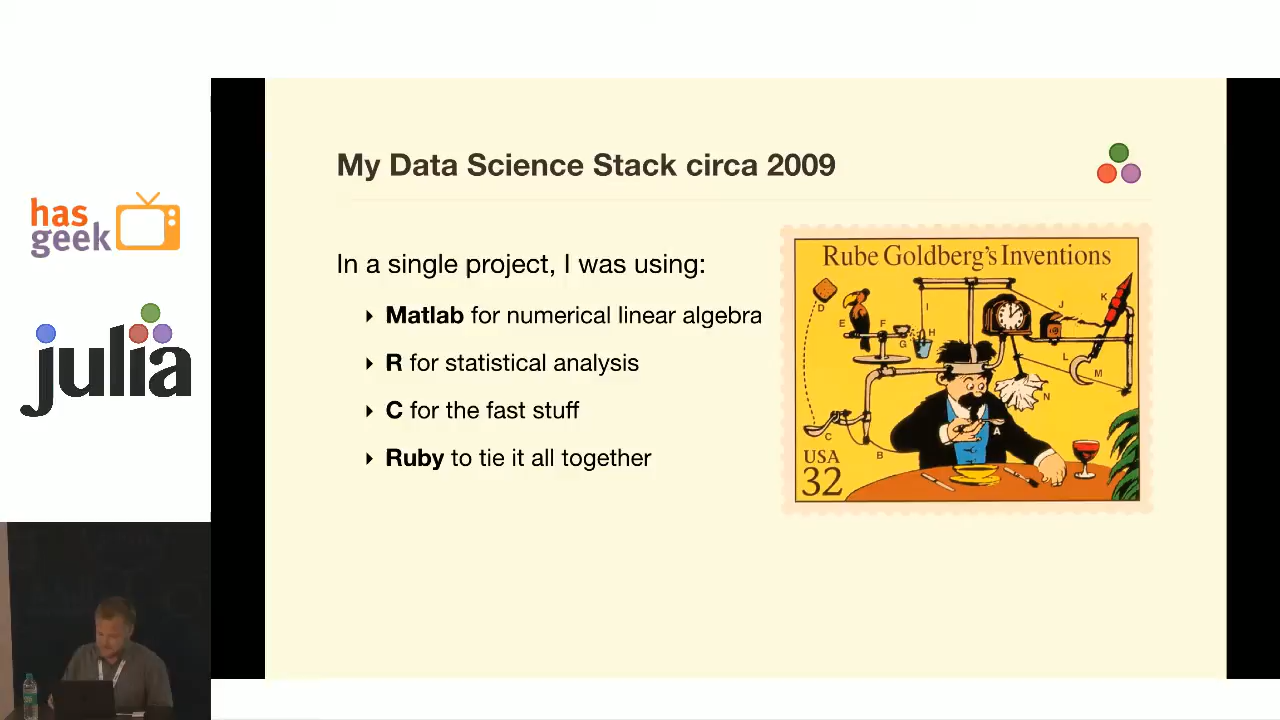 has
geek
julia
My Data Science Stack circa 2009
In a single project, I was using:
‣ Matlab for numerical linear algebra
‣ R for statistical analysis
‣ C for the fast stuff
‣ Ruby to tie it all together
Rube Goldberg's Inventions
D
E
F
G
H
I
J
K
L
M
N
A
B
C
USA
32